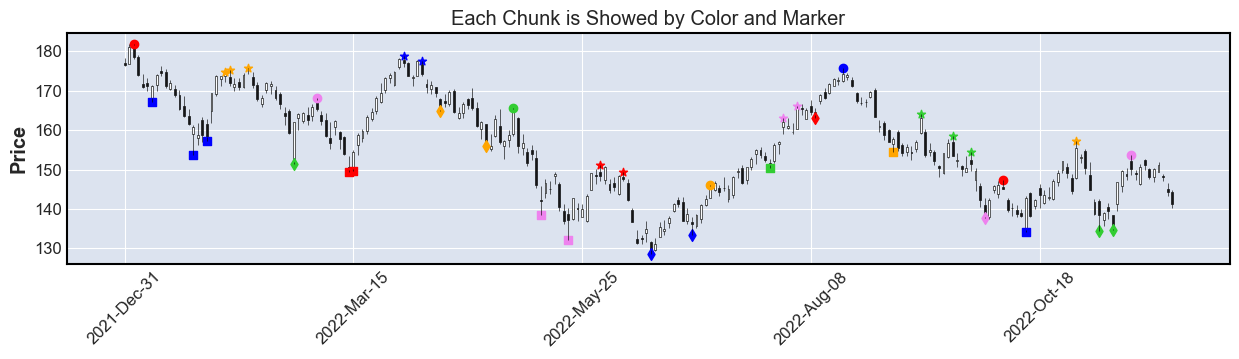 Each Chunk is Showed by Color and Marker
Price
180
170
160
150
140
130
2021-Dec-31
2022-Mar-15
2022-May-25
2022-Aug-08
2022-Oct-18